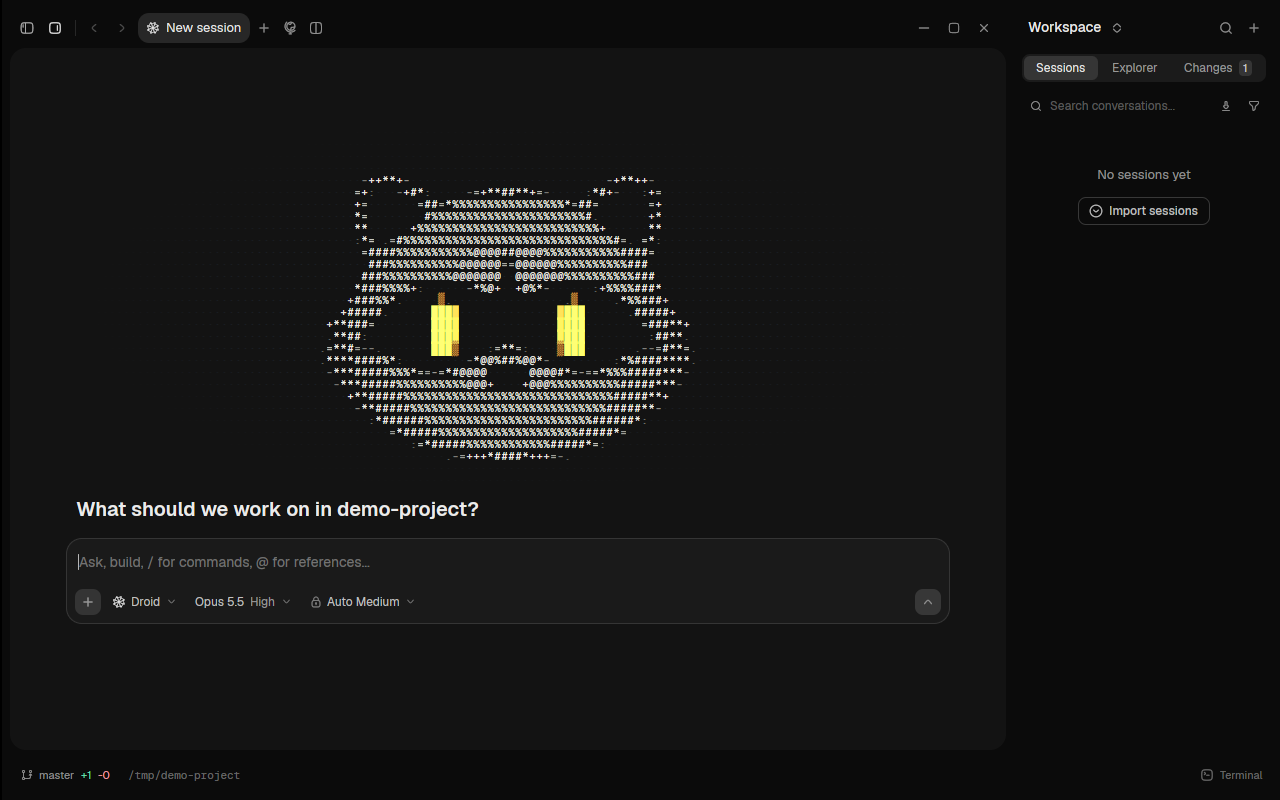 New session
Workspace
Sessions
Explorer
Changes 1
Search conversations...
No sessions yet
Import sessions
What should we work on in demo-project?
Ask, build, / for commands, @ for references...
Droid
Opus 5.5 High
Auto Medium
master +1 -0 /tmp/demo-project
Terminal